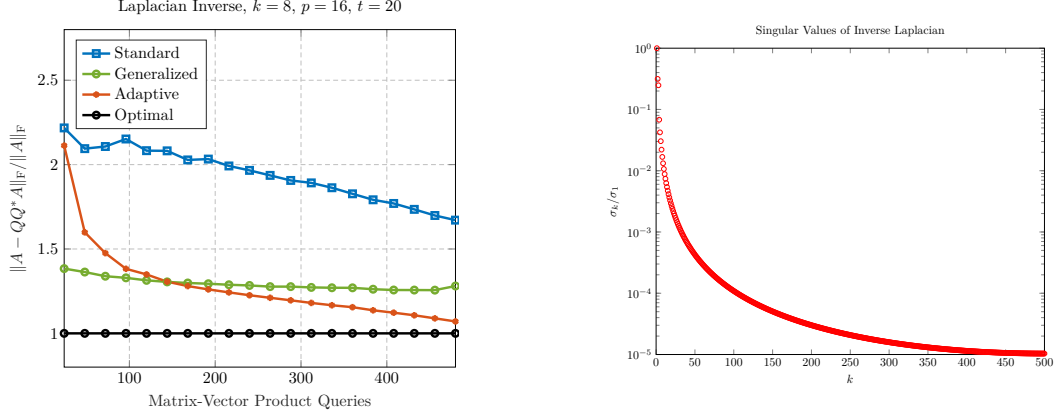 Laplacian Inverse, k = 8, p = 16, t = 20
2.5
2
1.5
1
Standard
Generalized
Adaptive
Optimal
∥A − QQ*A∥F/∥A∥F
100
200
300
400
Matrix-Vector Product Queries
Singular Values of Inverse Laplacian
10^0
10^-1
10^-2
10^-3
10^-4
10^-5
σk/σ1
0
50
100
150
200
250
300
350
400
450
500
k